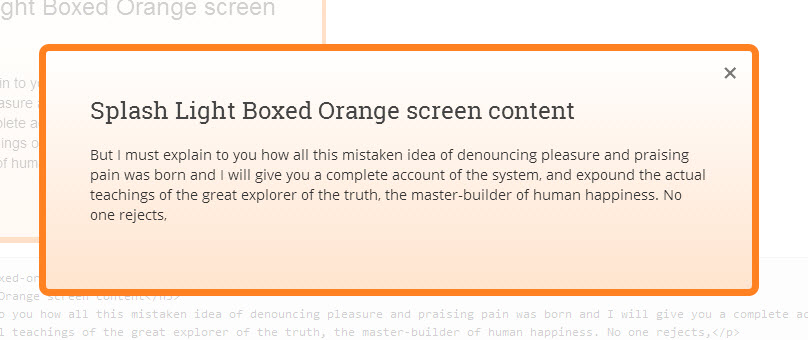 ght Boxed Orange screen
×
Splash Light Boxed Orange screen content
in to yo
But I must explain to you how all this mistaken idea of denouncing pleasure and praising
pain was born and I will give you a complete account of the system, and expound the actual
teachings of the great explorer of the truth, the master-builder of human happiness. No
one rejects,
asure a
plete a
ings o
of hum
xed-or
Orange screen content</h3>
o you how all this mistaken idea of denouncing pleasure and praising pain was born and I will give you a complete ac
l teachings of the great explorer of the truth, the master-builder of human happiness. No one rejects,</p>